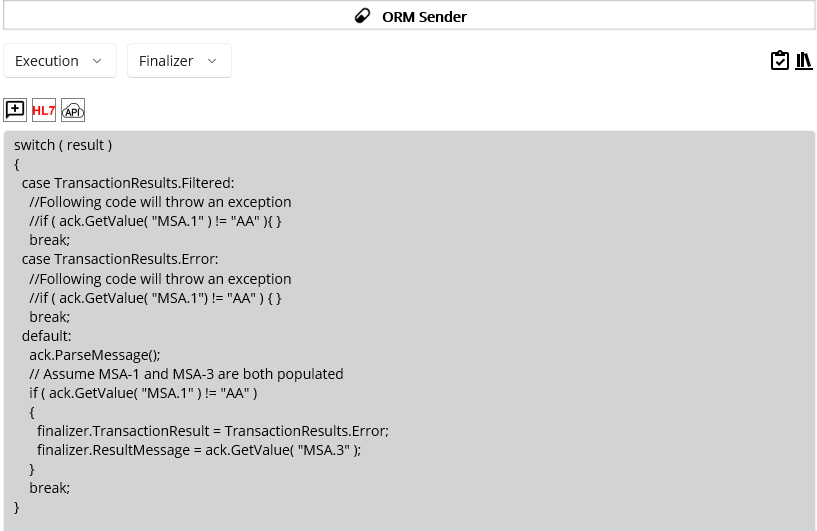 ORM Sender
Execution Finalizer
HL7 API
switch ( result )
{
  case TransactionResults.Filtered:
    //Following code will throw an exception
    //if ( ack.GetValue( "MSA.1" ) != "AA" ){ }
    break;
  case TransactionResults.Error:
    //Following code will throw an exception
    //if ( ack.GetValue( "MSA.1") != "AA" ) { }
    break;
  default:
    ack.ParseMessage();
    // Assume MSA-1 and MSA-3 are both populated
    if ( ack.GetValue( "MSA.1" ) != "AA" )
    {
      finalizer.TransactionResult = TransactionResults.Error;
      finalizer.ResultMessage = ack.GetValue( "MSA.3" );
    }
    break;
}